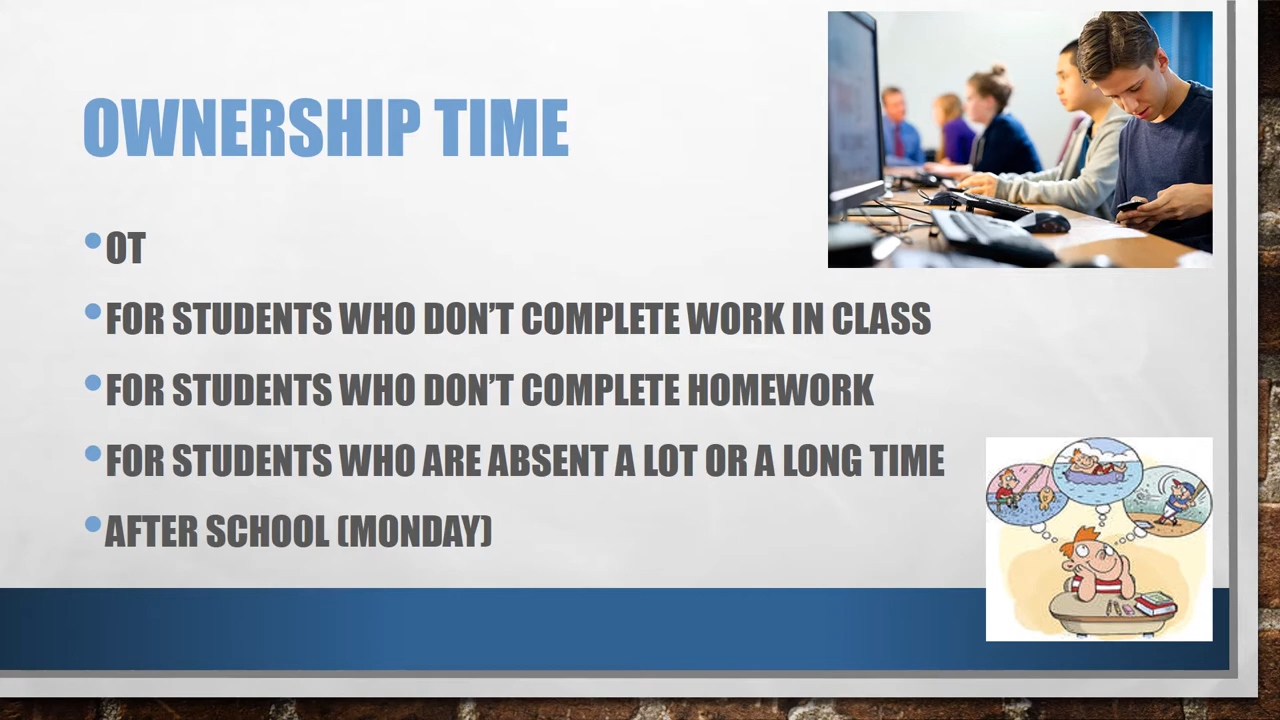 OWNERSHIP TIME
•OT
•FOR STUDENTS WHO DON'T COMPLETE WORK IN CLASS
•FOR STUDENTS WHO DON'T COMPLETE HOMEWORK
•FOR STUDENTS WHO ARE ABSENT A LOT OR A LONG TIME
•AFTER SCHOOL (MONDAY)